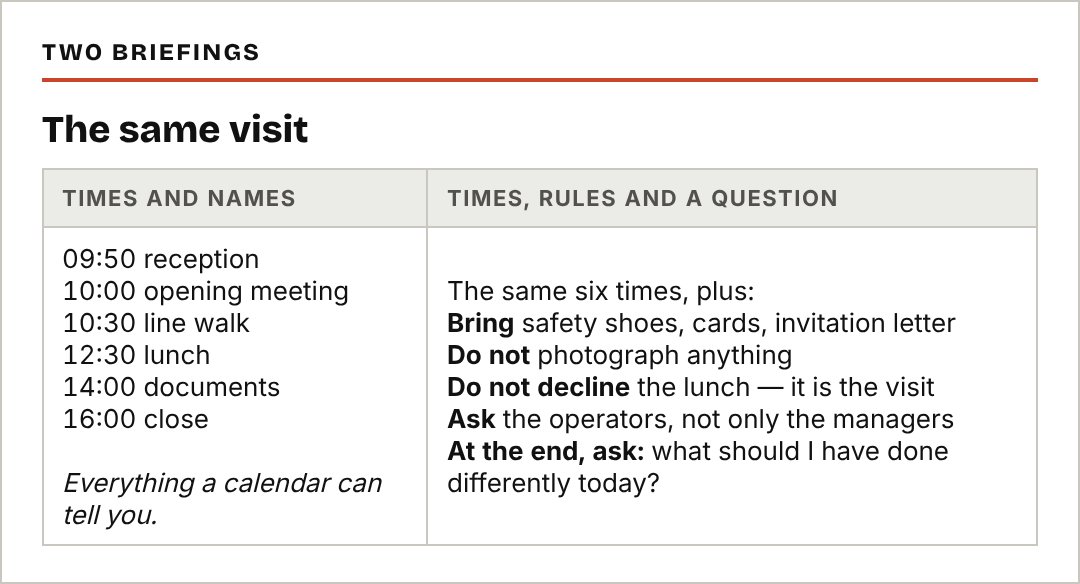 TWO BRIEFINGS
The same visit
TIMES AND NAMES
09:50 reception
10:00 opening meeting
10:30 line walk
12:30 lunch
14:00 documents
16:00 close
Everything a calendar can
tell you.
TIMES, RULES AND A QUESTION
The same six times, plus:
Bring safety shoes, cards, invitation letter
Do not photograph anything
Do not decline the lunch — it is the visit
Ask the operators, not only the managers
At the end, ask: what should I have done
differently today?